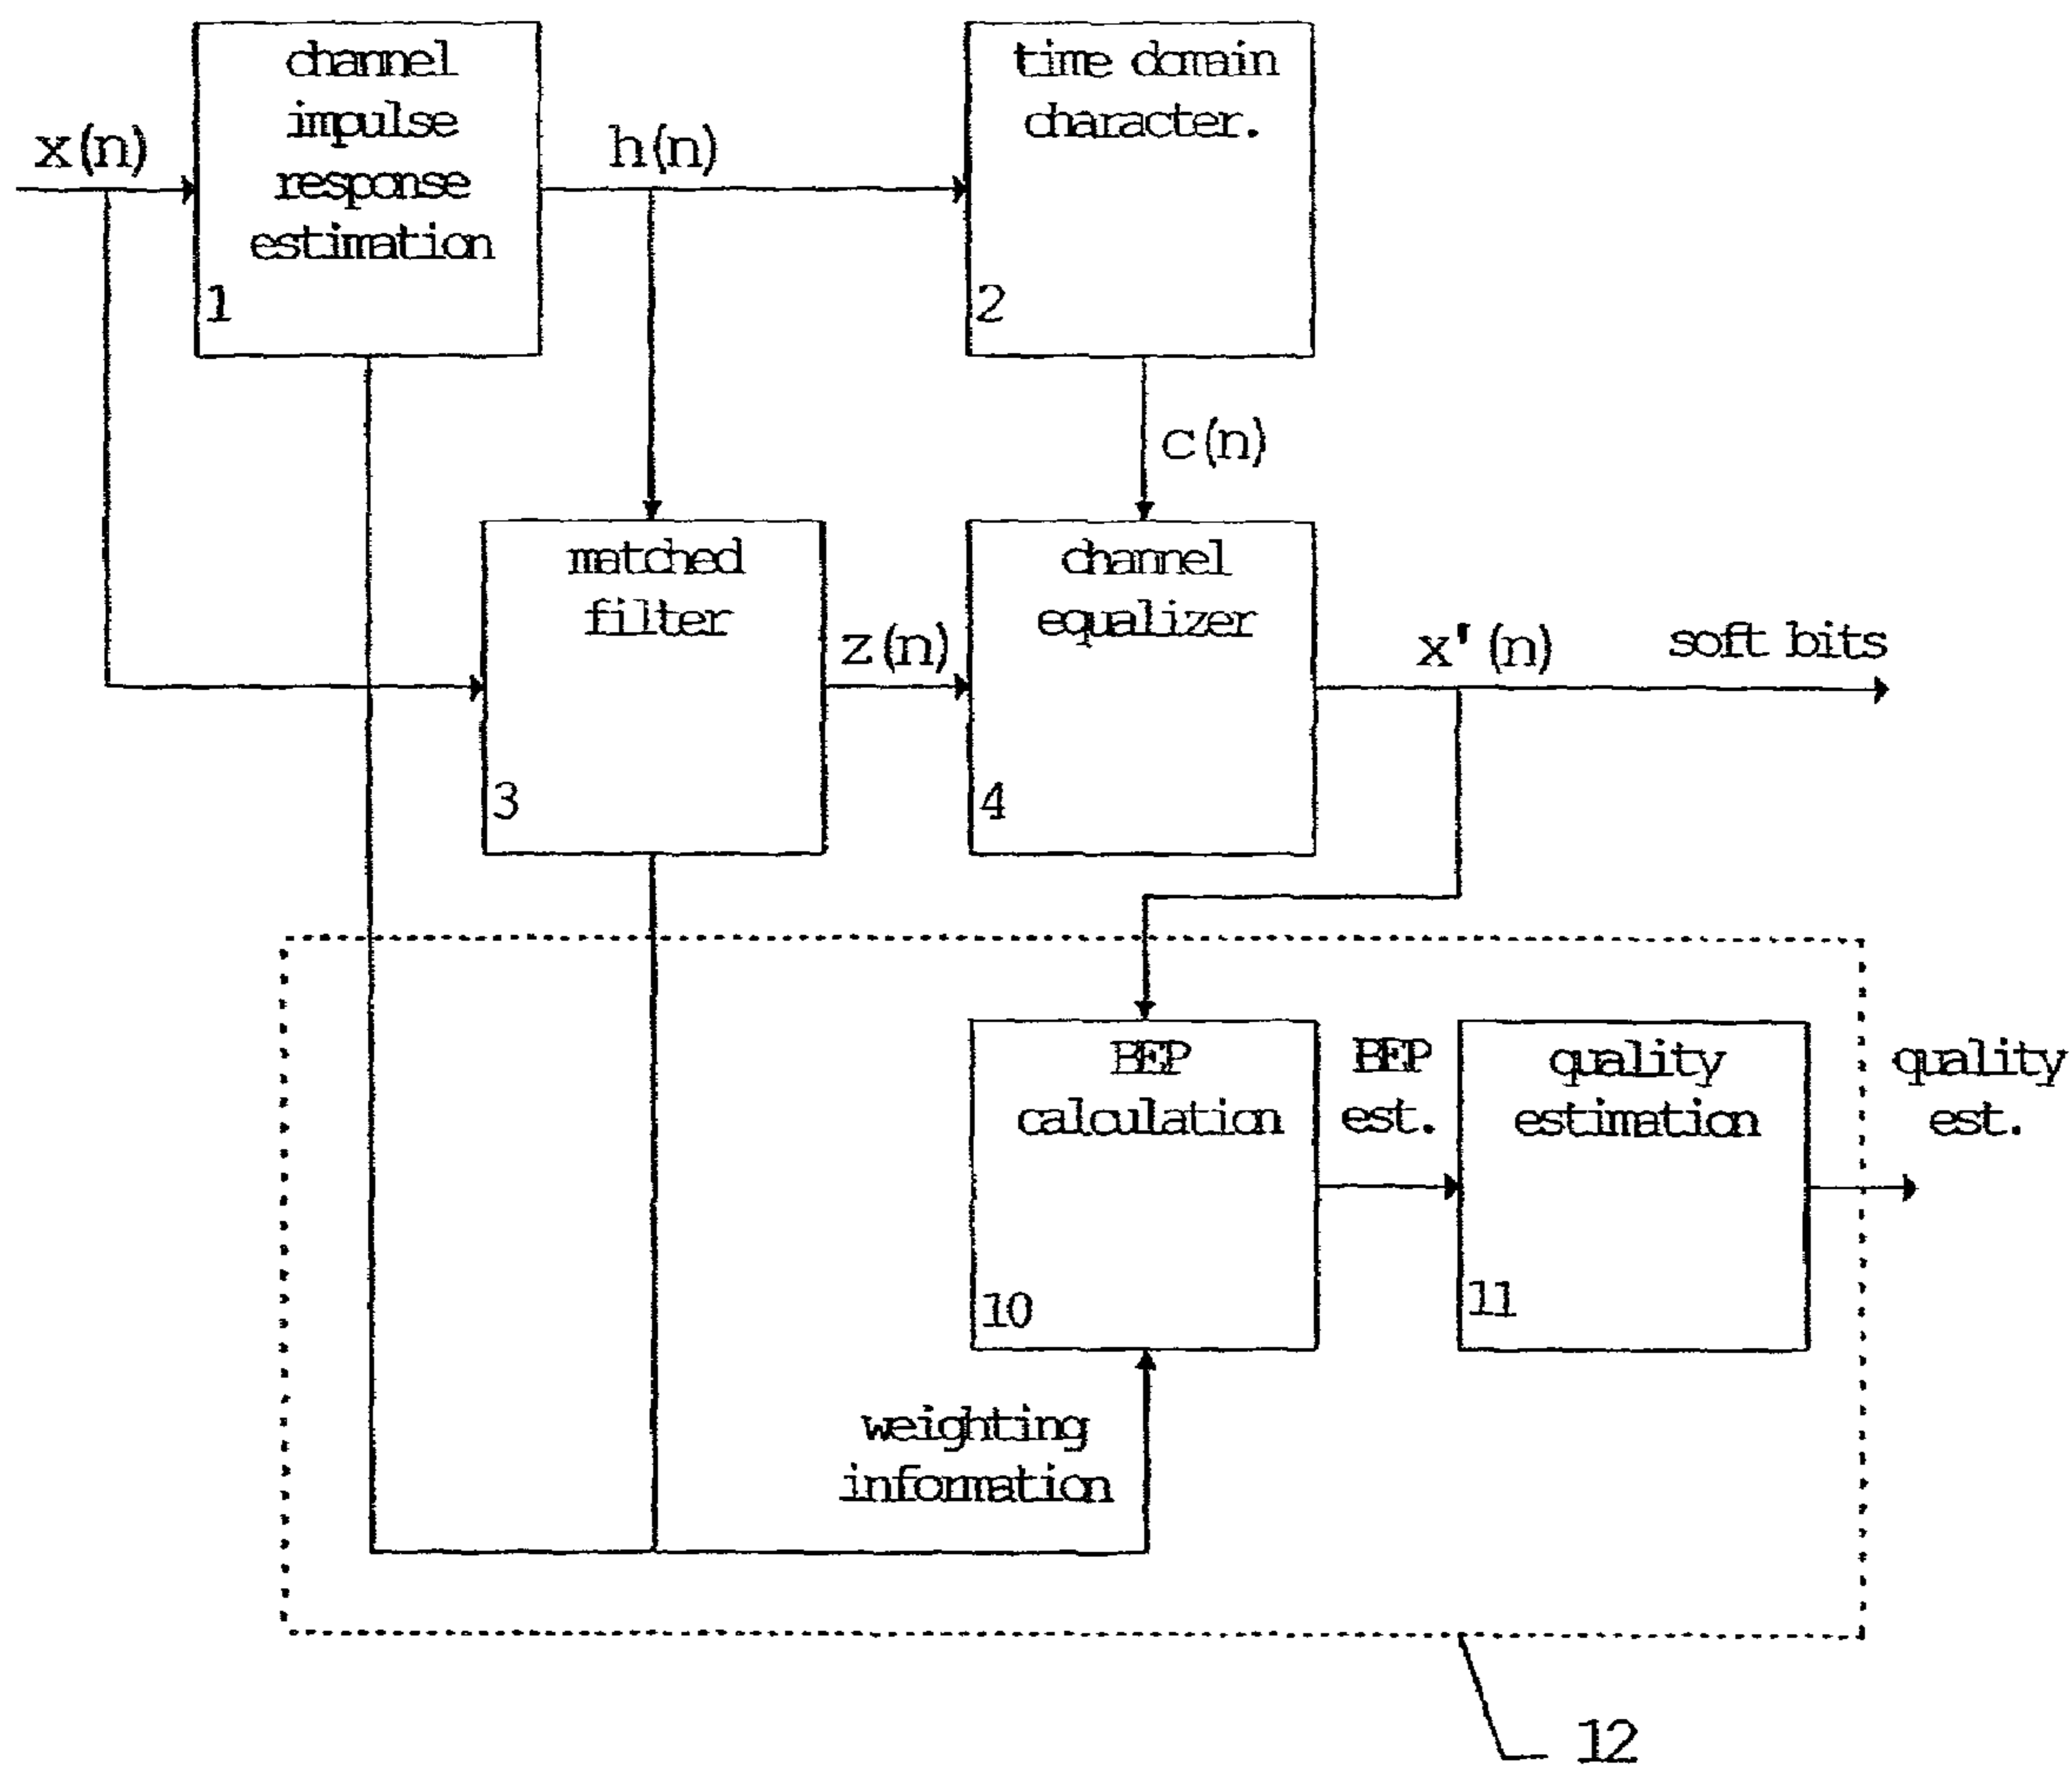 channel
impulse
response
estimation
1
time domain
character.
2
x(n)
h(n)
c(n)
matched
filter
3
z(n)
channel
equalizer
4
x'(n)
soft bits
BEP
calculation
10
BEP
est.
quality
estimation
11
quality
est.
weighting
information
12